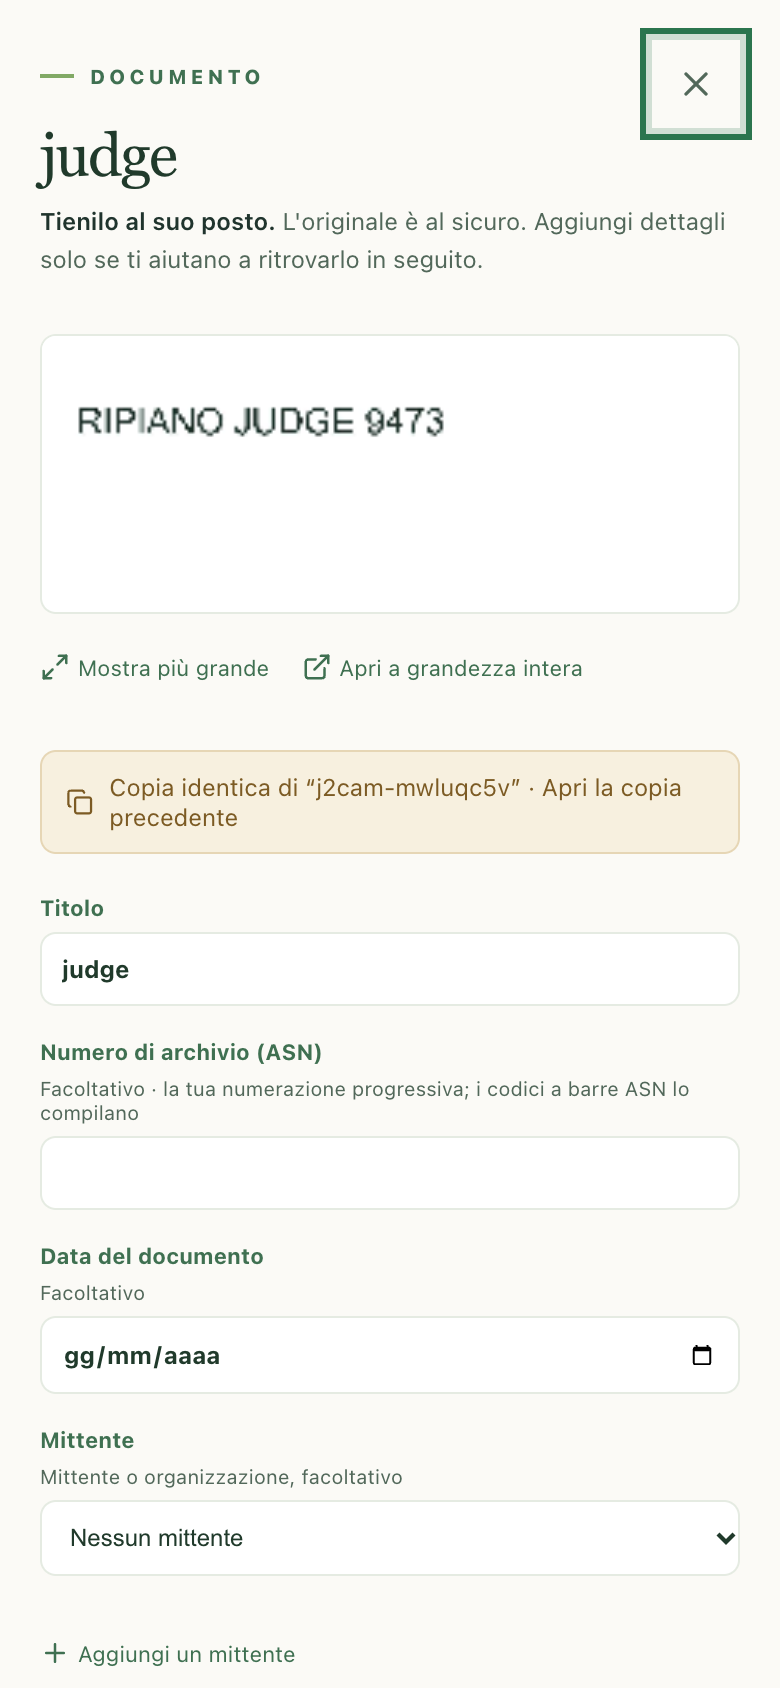 DOCUMENTO
judge
Tienilo al suo posto. L'originale è al sicuro. Aggiungi dettagli
solo se ti aiutano a ritrovarlo in seguito.
RIPIANO JUDGE 9473
Mostra più grande
Apri a grandezza intera
Copia identica di “j2cam-mwluqc5v” · Apri la copia
precedente
Titolo
judge
Numero di archivio (ASN)
Facoltativo · la tua numerazione progressiva; i codici a barre ASN lo
compilano
Data del documento
Facoltativo
gg/mm/aaaa
Mittente
Mittente o organizzazione, facoltativo
Nessun mittente
Aggiungi un mittente